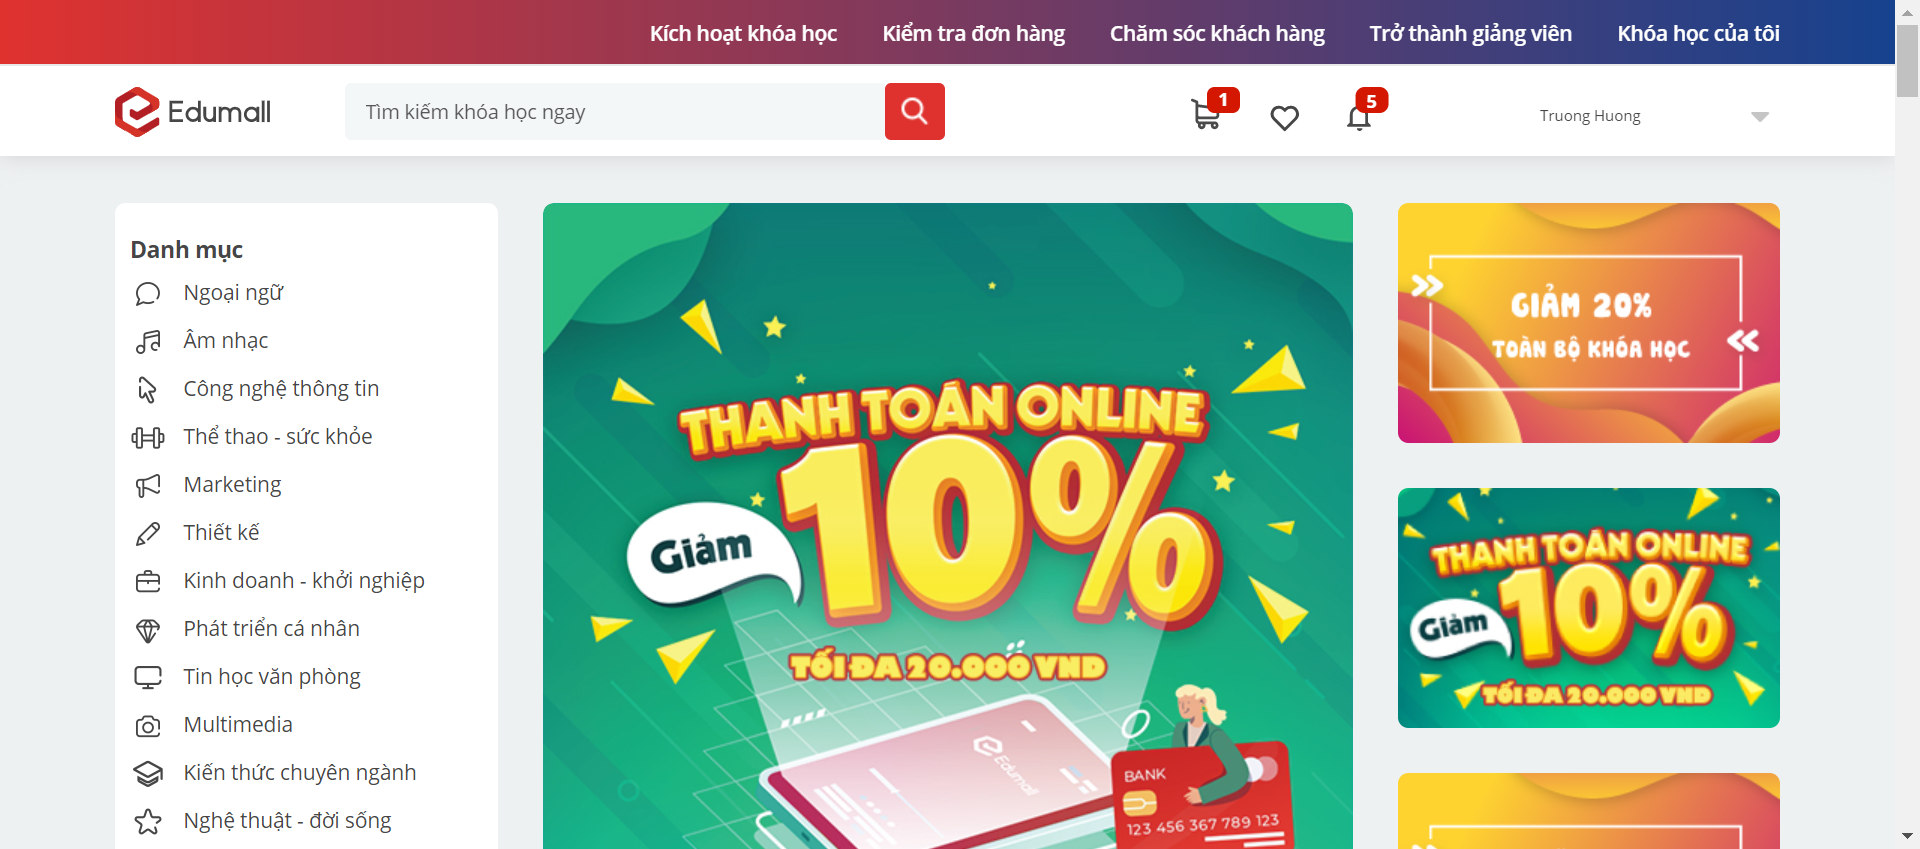 Kích hoạt khóa học
Kiểm tra đơn hàng
Chăm sóc khách hàng
Trở thành giảng viên
Khóa học của tôi
Edumall
Tìm kiếm khóa học ngay
1
5
Truong Huong
Danh mục
Ngoại ngữ
Âm nhạc
Công nghệ thông tin
Thể thao - sức khỏe
Marketing
Thiết kế
Kinh doanh - khởi nghiệp
Phát triển cá nhân
Tin học văn phòng
Multimedia
Kiến thức chuyên ngành
Nghệ thuật - đời sống
THANH TOÁN ONLINE
Giảm
10%
TỐI ĐA 20.000 VND
Edumall
BANK
123 456 367 789 123
GIẢM 20%
TOÀN BỘ KHÓA HỌC
THANH TOÁN ONLINE
Giảm
10%
TỐI ĐA 20.000 VND